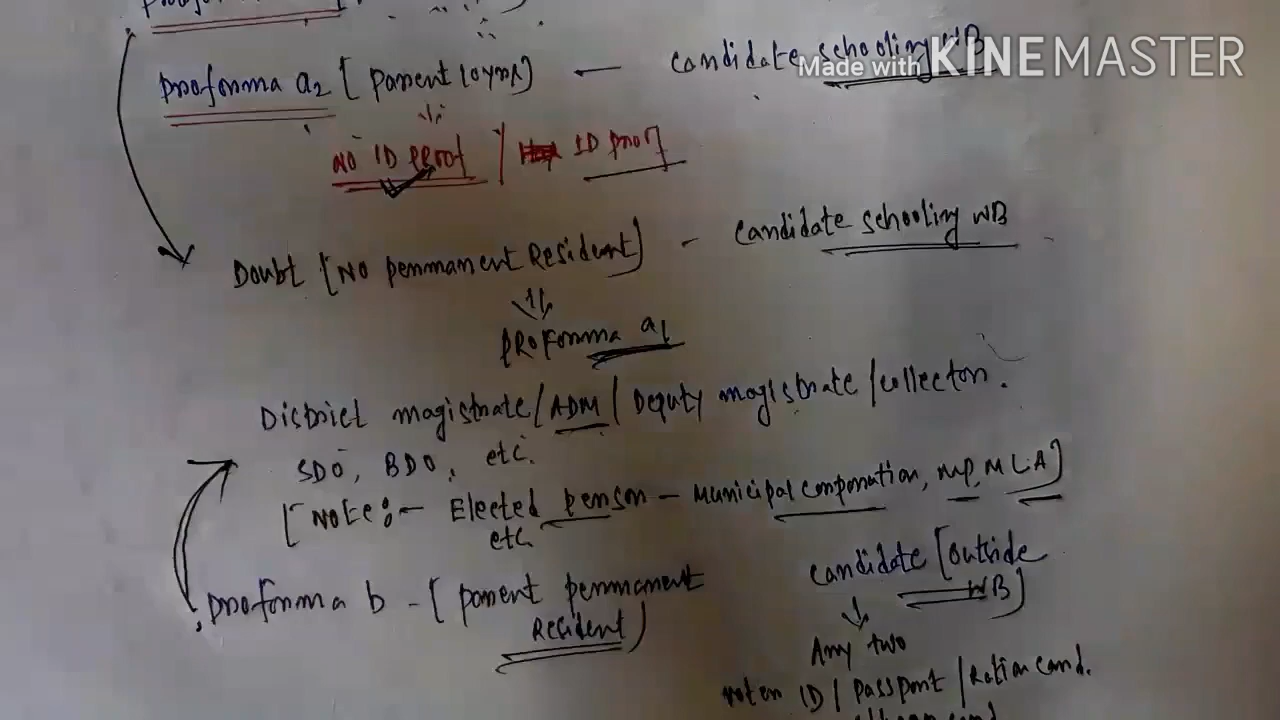 Made with KINEMASTER
proforma a2 [parent 10 yrs] — candidate schooling WB
NO ID proof / ID proof
Doubt [No permanent Resident] - candidate schooling WB
PROforma a1
District magistrate/ADM/Deputy magistrate/collector.
SDO, BDO, etc.
[Note:- Elected person - Municipal corporation, MP, MLA]
etc
proforma b - [parent permanent
Resident]
candidate [outside
WB]
Any two
voter ID/Passport/Ration card.